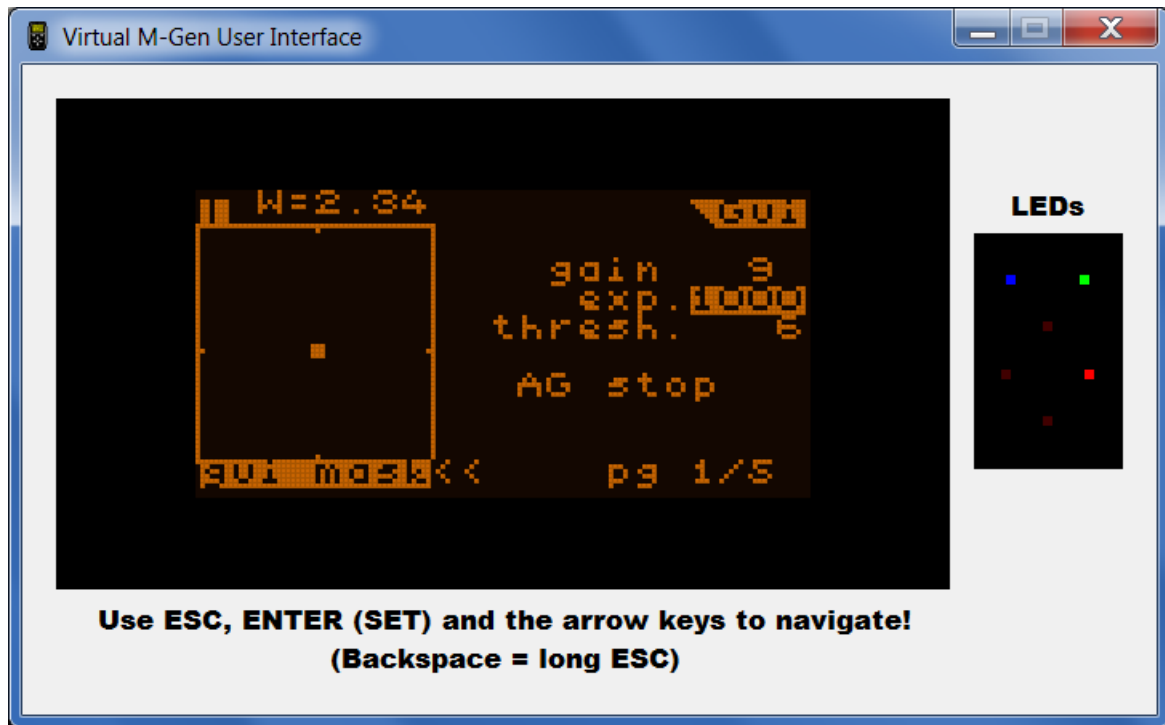 Virtual M-Gen User Interface
W=2.34
GUI
gain 9
exp. 1000
thresh. 6
AG stop
gui mask<< pg 1/5
LEDs
Use ESC, ENTER (SET) and the arrow keys to navigate!
(Backspace = long ESC)